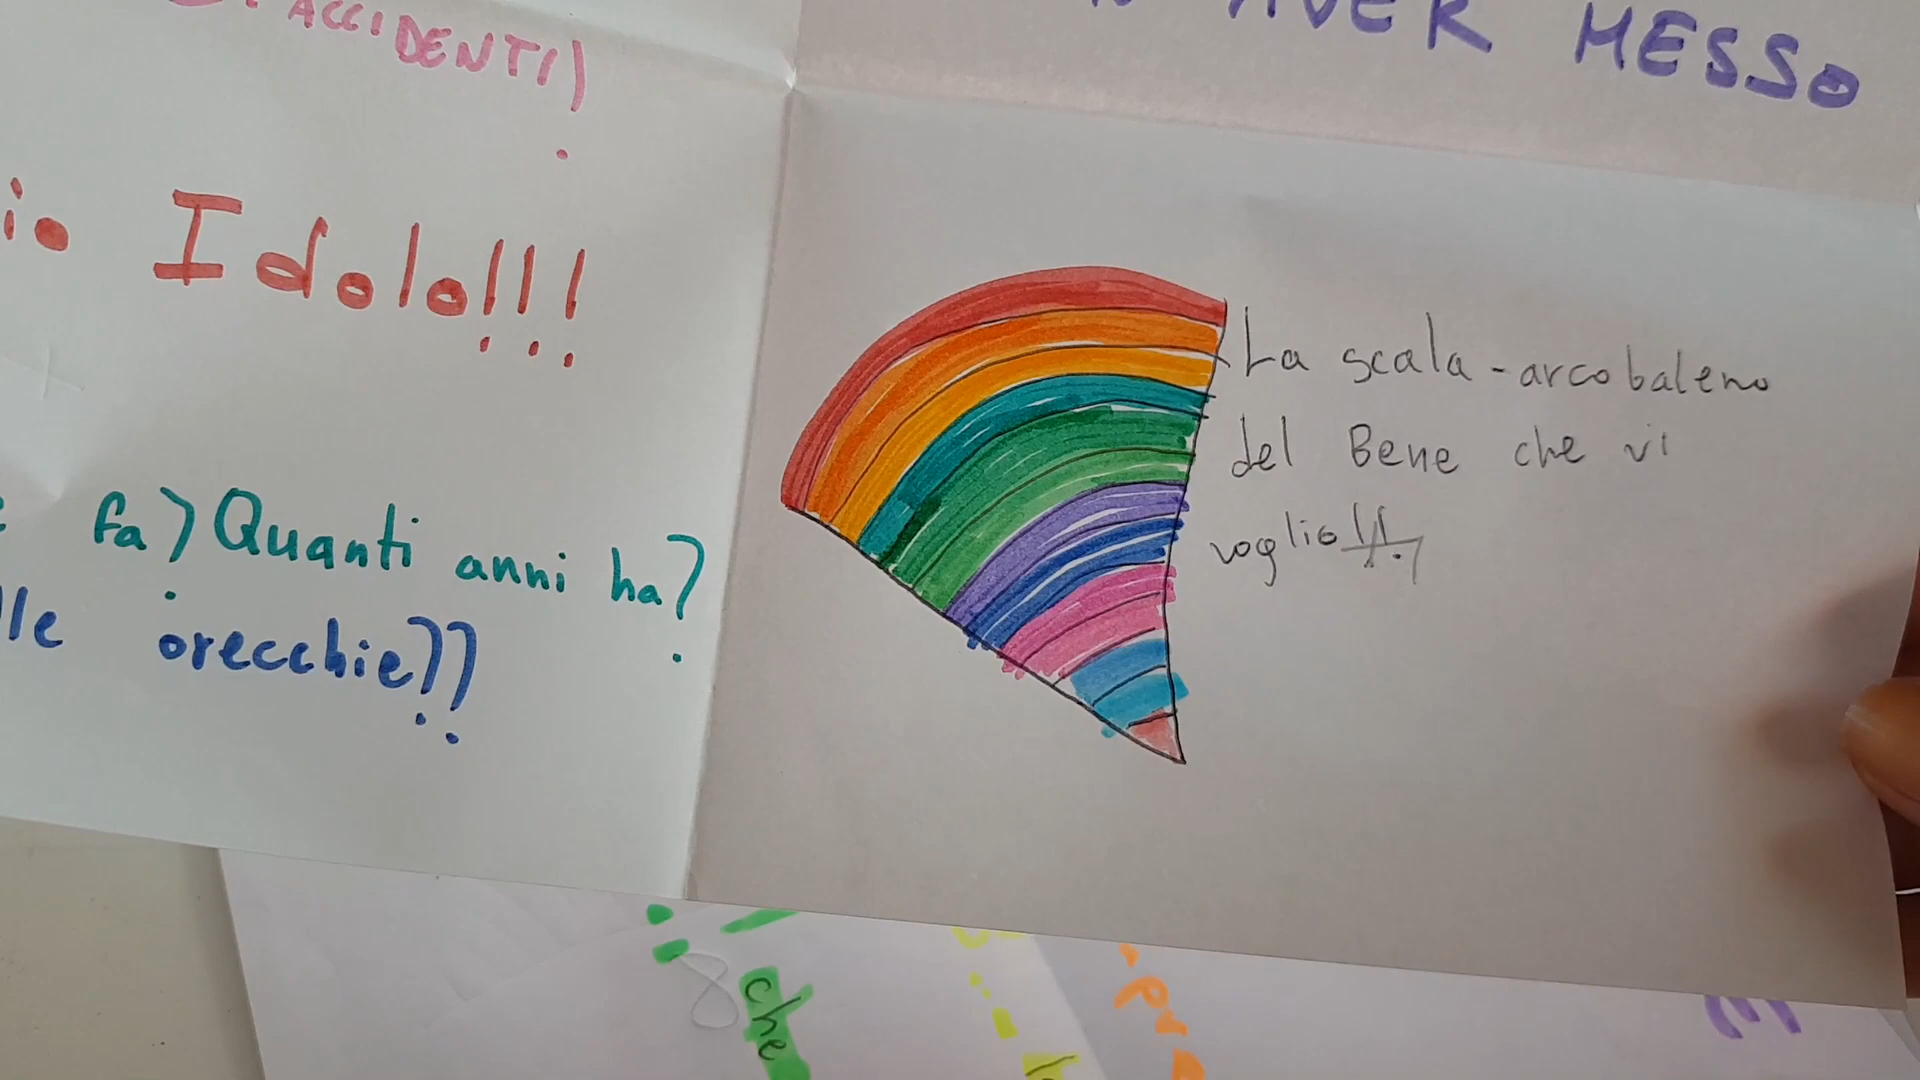 ACCIDENTI)
Idolo!!!
fa? Quanti anni ha?
orecchie??
AVER MESSO
La scala-arcobaleno
del Bene che vi
voglio!!
che